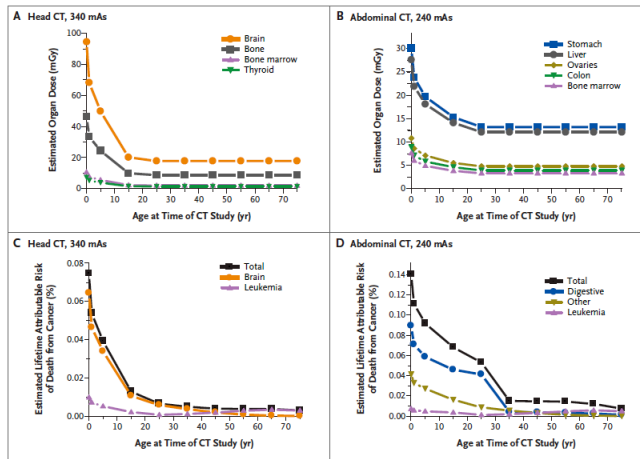 A Head CT, 340 mAs
Estimated Organ Dose (mGy)
100
80
60
40
20
0
Brain
Bone
Bone marrow
Thyroid
0 10 20 30 40 50 60 70
Age at Time of CT Study (yr)
B Abdominal CT, 240 mAs
Estimated Organ Dose (mGy)
30
25
20
15
10
5
0
Stomach
Liver
Ovaries
Colon
Bone marrow
0 10 20 30 40 50 60 70
Age at Time of CT Study (yr)
C Head CT, 340 mAs
Estimated Lifetime Attributable Risk
of Death from Cancer (%)
0.08
0.06
0.04
0.02
0.00
Total
Brain
Leukemia
0 10 20 30 40 50 60 70
Age at Time of CT Study (yr)
D Abdominal CT, 240 mAs
Estimated Lifetime Attributable Risk
of Death from Cancer (%)
0.14
0.12
0.10
0.08
0.06
0.04
0.02
0.00
Total
Digestive
Other
Leukemia
0 10 20 30 40 50 60 70
Age at Time of CT Study (yr)